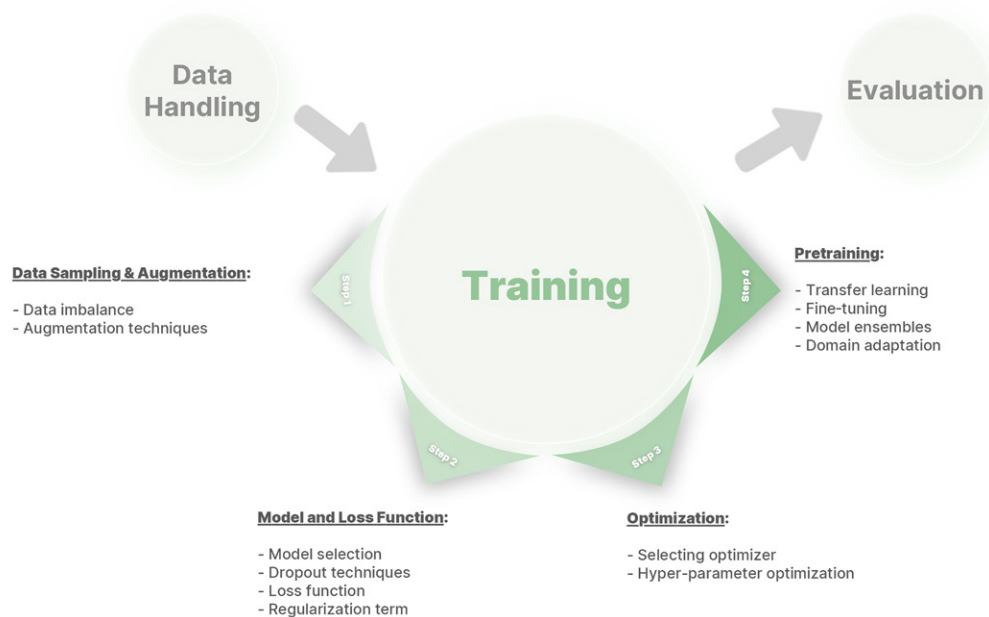 Data
Handling
Evaluation
Training
Step 1
Step 2
Step 3
Step 4
Data Sampling & Augmentation:
- Data imbalance
- Augmentation techniques
Model and Loss Function:
- Model selection
- Dropout techniques
- Loss function
- Regularization term
Optimization:
- Selecting optimizer
- Hyper-parameter optimization
Pretraining:
- Transfer learning
- Fine-tuning
- Model ensembles
- Domain adaptation